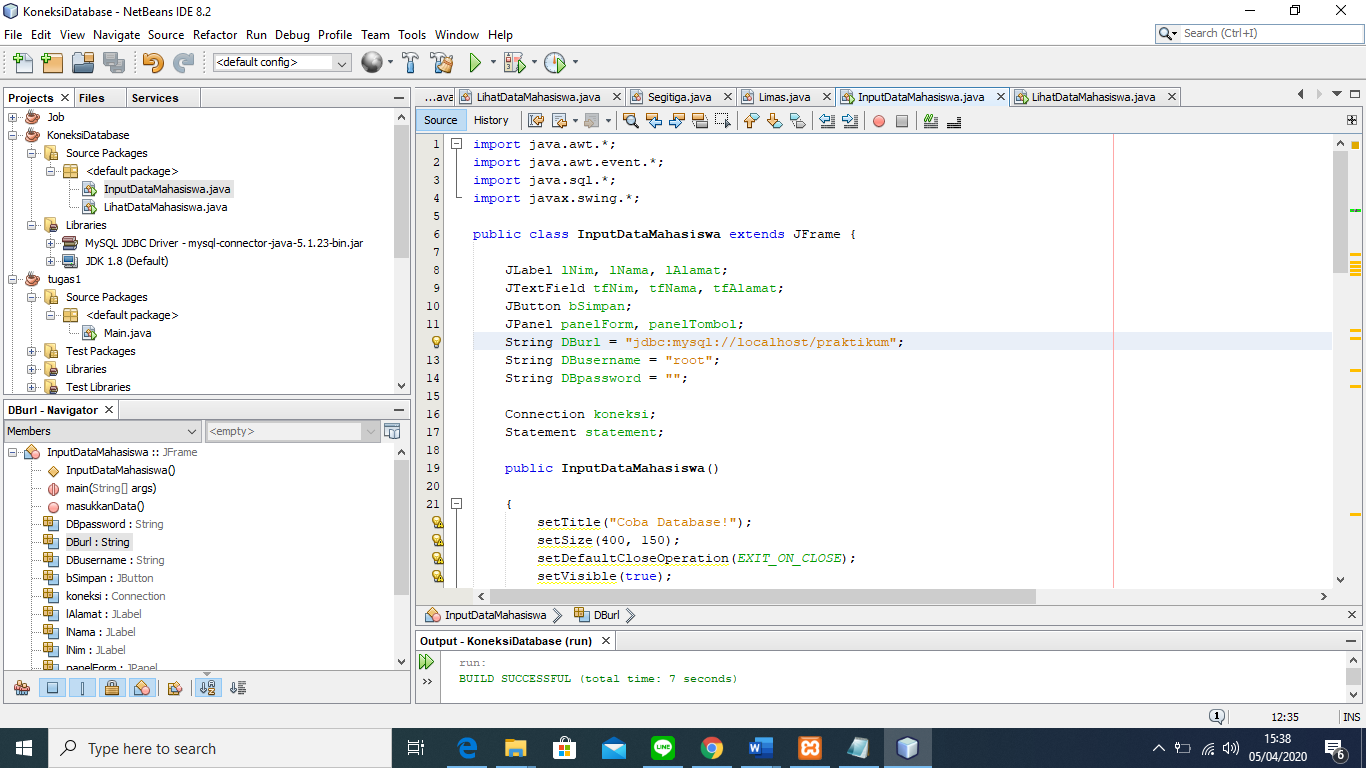 KoneksiDatabase - NetBeans IDE 8.2
File Edit View Navigate Source Refactor Run Debug Profile Team Tools Window Help
Search (Ctrl+I)
<default config>
Projects Files Services
Job
KoneksiDatabase
Source Packages
<default package>
InputDataMahasiswa.java
LihatDataMahasiswa.java
Libraries
MySQL JDBC Driver - mysql-connector-java-5.1.23-bin.jar
JDK 1.8 (Default)
tugas1
Source Packages
<default package>
Main.java
Test Packages
Libraries
Test Libraries
DBurl - Navigator
Members <empty>
InputDataMahasiswa :: JFrame
InputDataMahasiswa()
main(String[] args)
masukkanData()
DBpassword : String
DBurl : String
DBusername : String
bSimpan : JButton
koneksi : Connection
lAlamat : JLabel
lNama : JLabel
lNim : JLabel
panelForm : JPanel
...ava LihatDataMahasiswa.java Segitiga.java Limas.java InputDataMahasiswa.java LihatDataMahasiswa.java
Source History
1 import java.awt.*;
2 import java.awt.event.*;
3 import java.sql.*;
4 import javax.swing.*;
5
6 public class InputDataMahasiswa extends JFrame {
7
8 JLabel lNim, lNama, lAlamat;
9 JTextField tfNim, tfNama, tfAlamat;
10 JButton bSimpan;
11 JPanel panelForm, panelTombol;
String DBurl = "jdbc:mysql://localhost/praktikum";
13 String DBusername = "root";
14 String DBpassword = "";
15
16 Connection koneksi;
17 Statement statement;
18
19 public InputDataMahasiswa()
20
21 {
setTitle("Coba Database!");
setSize(400, 150);
setDefaultCloseOperation(EXIT_ON_CLOSE);
setVisible(true);
InputDataMahasiswa DBurl
Output - KoneksiDatabase (run)
run:
BUILD SUCCESSFUL (total time: 7 seconds)
1 12:35 INS
Type here to search
15:38
05/04/2020
6